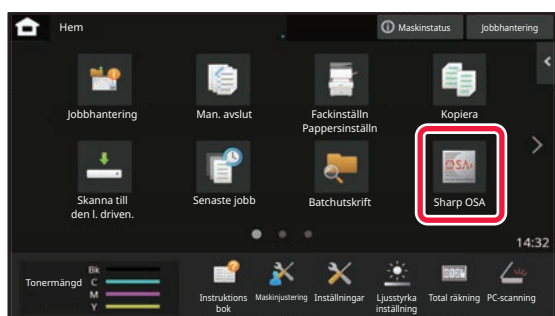 Hem
Maskinstatus
Jobbhantering
Jobbhantering
Man. avslut
Fackinställn
Pappersinställn
Kopiera
Skanna till
den l. driven.
Senaste jobb
Batchutskrift
OSA
Sharp OSA
14:32
Tonermängd
Bk
C
M
Y
Instruktions
bok
Maskinjustering
Inställningar
Ljusstyrka
inställning
Total räkning
PC-scanning